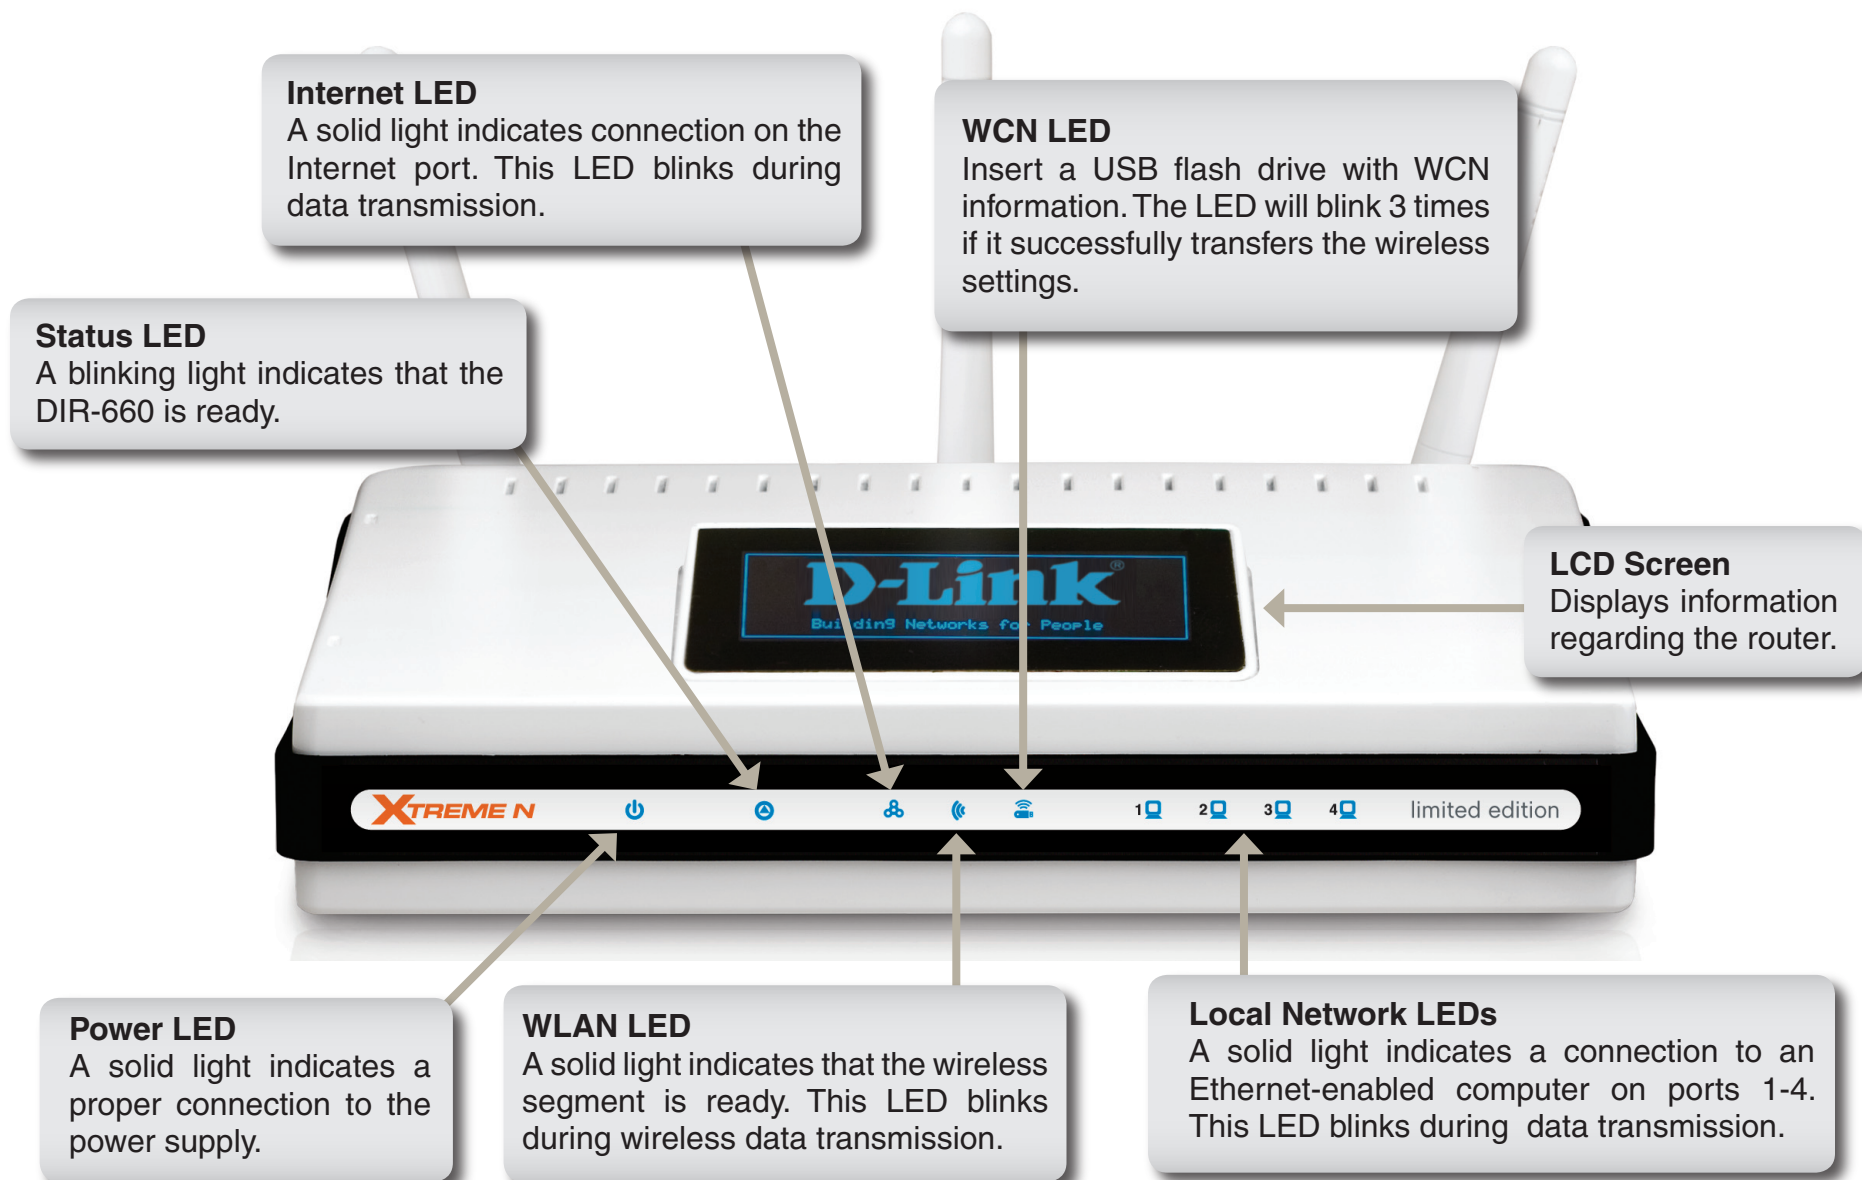 Internet LED
A solid light indicates connection on the
Internet port. This LED blinks during
data transmission.
WCN LED
Insert a USB flash drive with WCN
information. The LED will blink 3 times
if it successfully transfers the wireless
settings.
Status LED
A blinking light indicates that the
DIR-660 is ready.
D-Link®
Building Networks for People
LCD Screen
Displays information
regarding the router.
XTREME N
1
2
3
4
limited edition
Power LED
A solid light indicates a
proper connection to the
power supply.
WLAN LED
A solid light indicates that the wireless
segment is ready. This LED blinks
during wireless data transmission.
Local Network LEDs
A solid light indicates a connection to an
Ethernet-enabled computer on ports 1-4.
This LED blinks during data transmission.